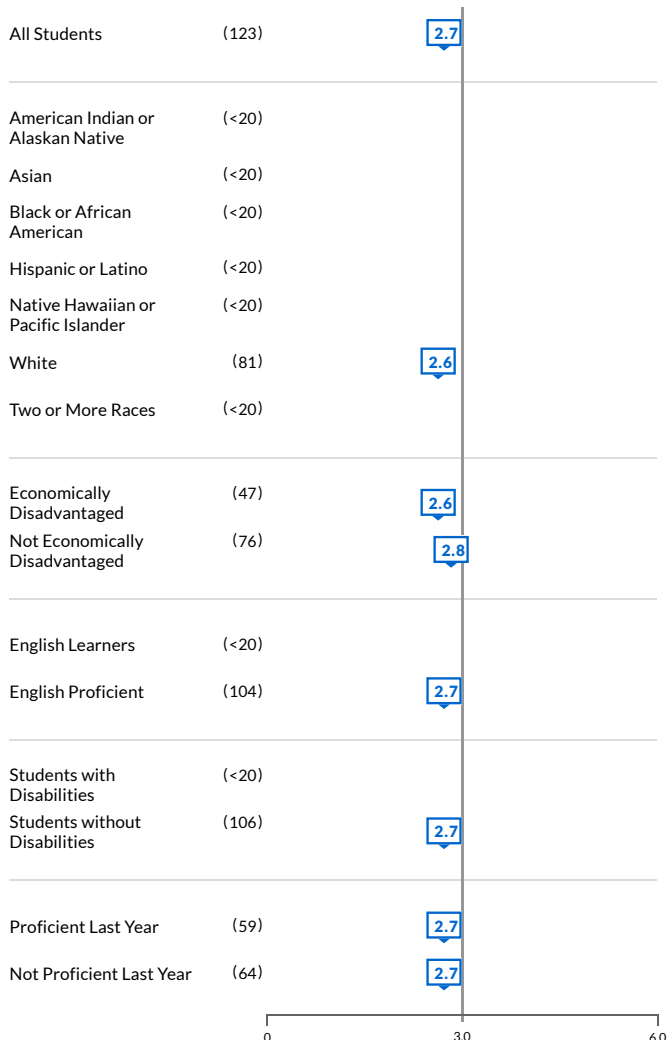 All Students (123) 2.7
American Indian or (<20)
Alaskan Native
Asian (<20)
Black or African (<20)
American
Hispanic or Latino (<20)
Native Hawaiian or (<20)
Pacific Islander
White (81) 2.6
Two or More Races (<20)
Economically (47) 2.6
Disadvantaged
Not Economically (76) 2.8
Disadvantaged
English Learners (<20)
English Proficient (104) 2.7
Students with (<20)
Disabilities
Students without (106) 2.7
Disabilities
Proficient Last Year (59) 2.7
Not Proficient Last Year (64) 2.7
0 3.0 6.0